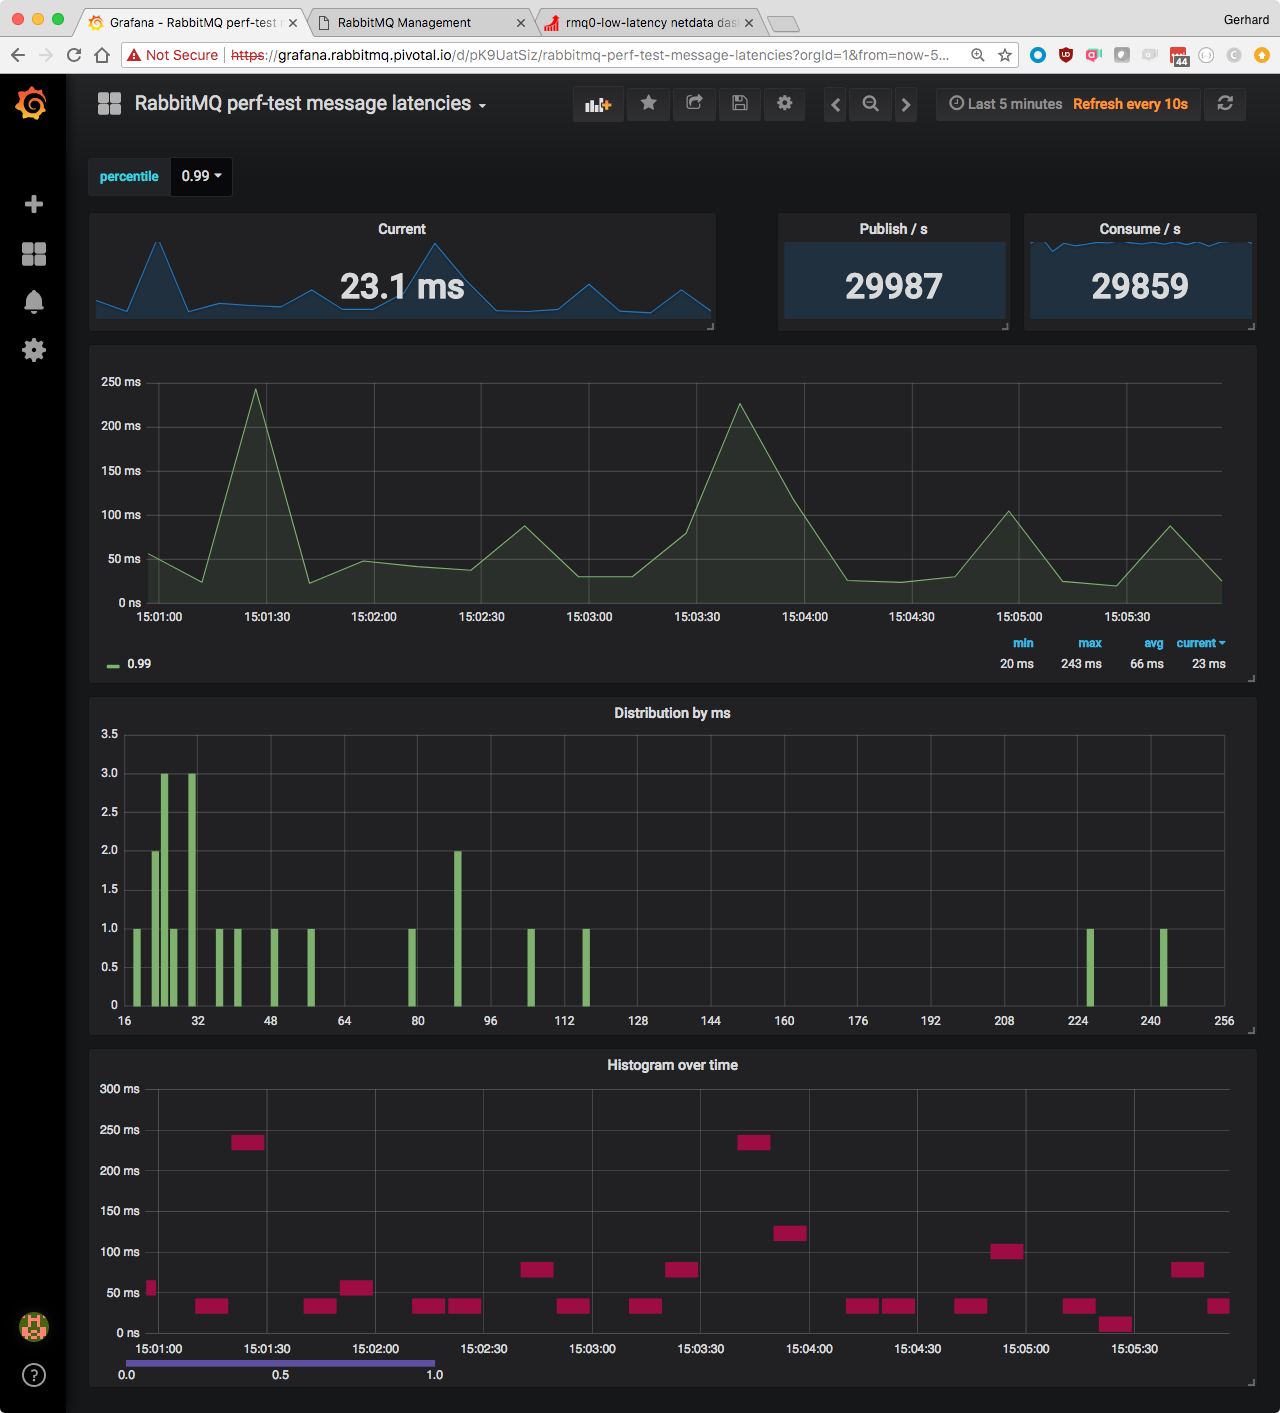 Grafana - RabbitMQ perf-test m
RabbitMQ Management
rmq0-low-latency netdata das
Gerhard
Not Secure
https://grafana.rabbitmq.pivotal.io/d/pK9UatSiz/rabbitmq-perf-test-message-latencies?orgId=1&from=now-5...
44
RabbitMQ perf-test message latencies
Last 5 minutes Refresh every 10s
percentile 0.99
Current
23.1 ms
Publish / s
29987
Consume / s
29859
250 ms
200 ms
150 ms
100 ms
50 ms
0 ns
15:01:00 15:01:30 15:02:00 15:02:30 15:03:00 15:03:30 15:04:00 15:04:30 15:05:00 15:05:30
min max avg current
0.99 20 ms 243 ms 66 ms 23 ms
Distribution by ms
3.5
3.0
2.5
2.0
1.5
1.0
0.5
0
16 32 48 64 80 96 112 128 144 160 176 192 208 224 240 256
Histogram over time
300 ms
250 ms
200 ms
150 ms
100 ms
50 ms
0 ns
15:01:00 15:01:30 15:02:00 15:02:30 15:03:00 15:03:30 15:04:00 15:04:30 15:05:00 15:05:30
0.0 0.5 1.0